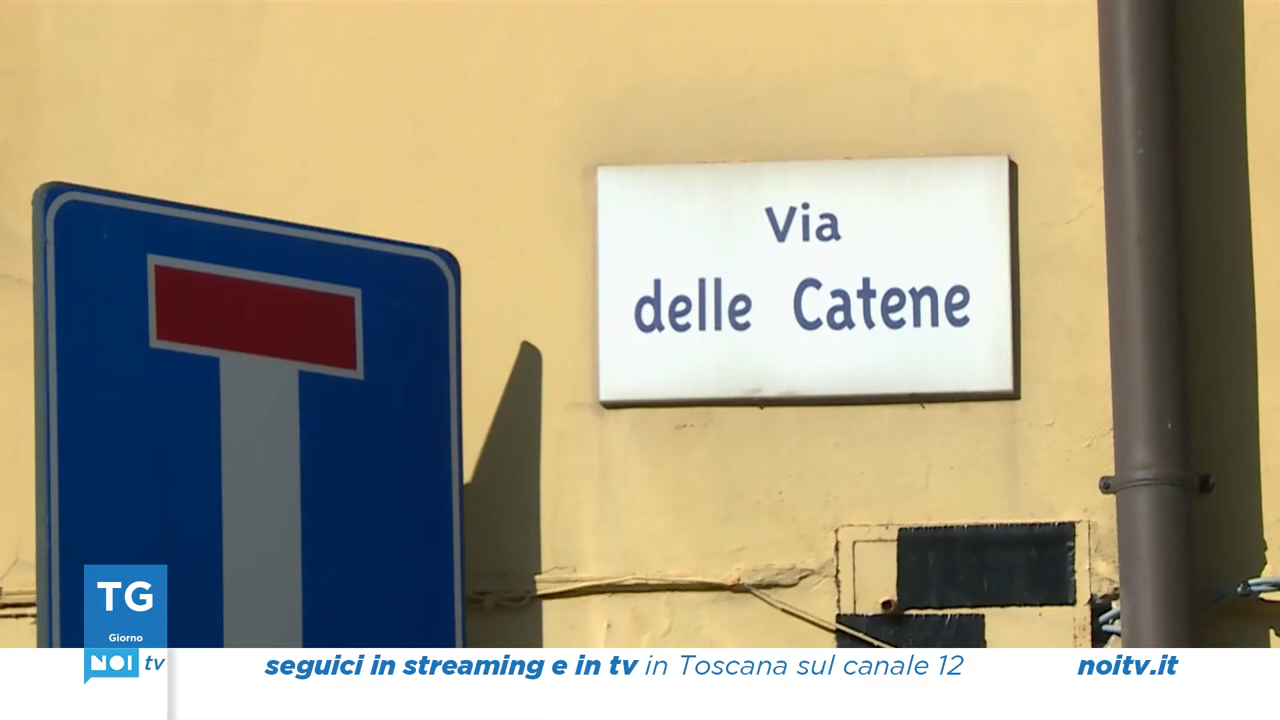 Via
delle Catene
TG
Giorno
NOI tv
seguici in streaming e in tv in Toscana sul canale 12
noitv.it